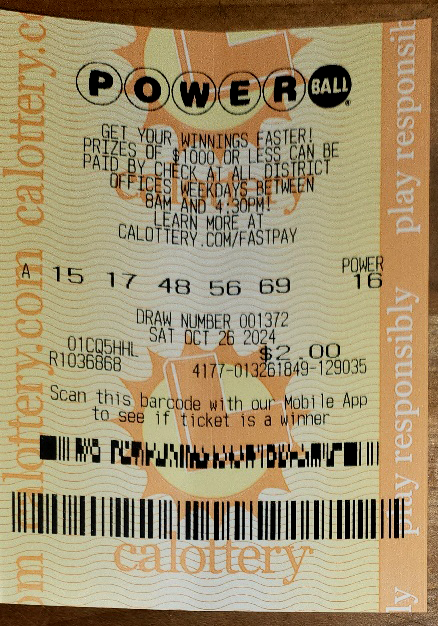 POWERBALL
GET YOUR WINNINGS FASTER!
PRIZES OF $1000 OR LESS CAN BE
PAID BY CHECK AT ALL DISTRICT
OFFICES WEEKDAYS BETWEEN
8AM AND 4:30PM!
LEARN MORE AT
CALOTTERY.COM/FASTPAY
POWER
A 15 17 48 56 69 16
DRAW NUMBER 001372
SAT OCT 26 2024
01CQ5HHL $2.00
R1036868 4177-013261849-129035
Scan this barcode with our Mobile App
to see if ticket is a winner
calottery
calottery.com calottery.c
play responsibly play responsib